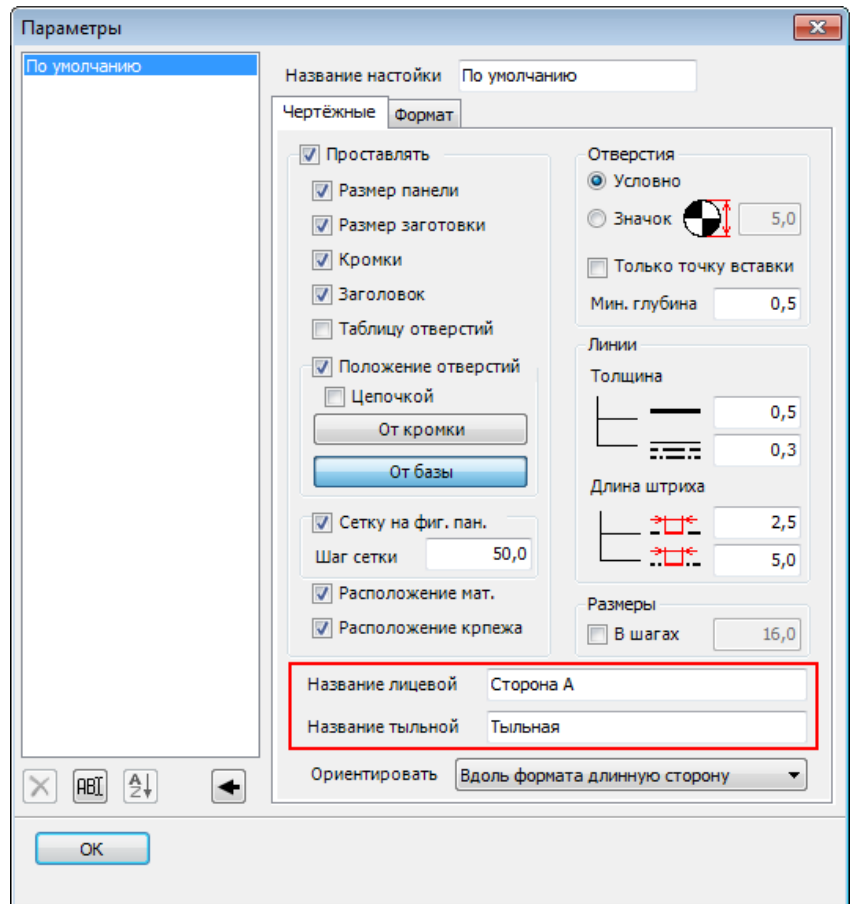 Параметры
По умолчанию
Название настойки По умолчанию
Чертёжные Формат
Проставлять
Размер панели
Размер заготовки
Кромки
Заголовок
Таблицу отверстий
Положение отверстий
Цепочкой
От кромки
От базы
Сетку на фиг. пан.
Шаг сетки 50,0
Расположение мат.
Расположение крпежа
Отверстия
Условно
Значок 5,0
Только точку вставки
Мин. глубина 0,5
Линии
Толщина
0,5
0,3
Длина штриха
2,5
5,0
Размеры
В шагах 16,0
Название лицевой Сторона А
Название тыльной Тыльная
Ориентировать Вдоль формата длинную сторону
ABI
A
Z
OK